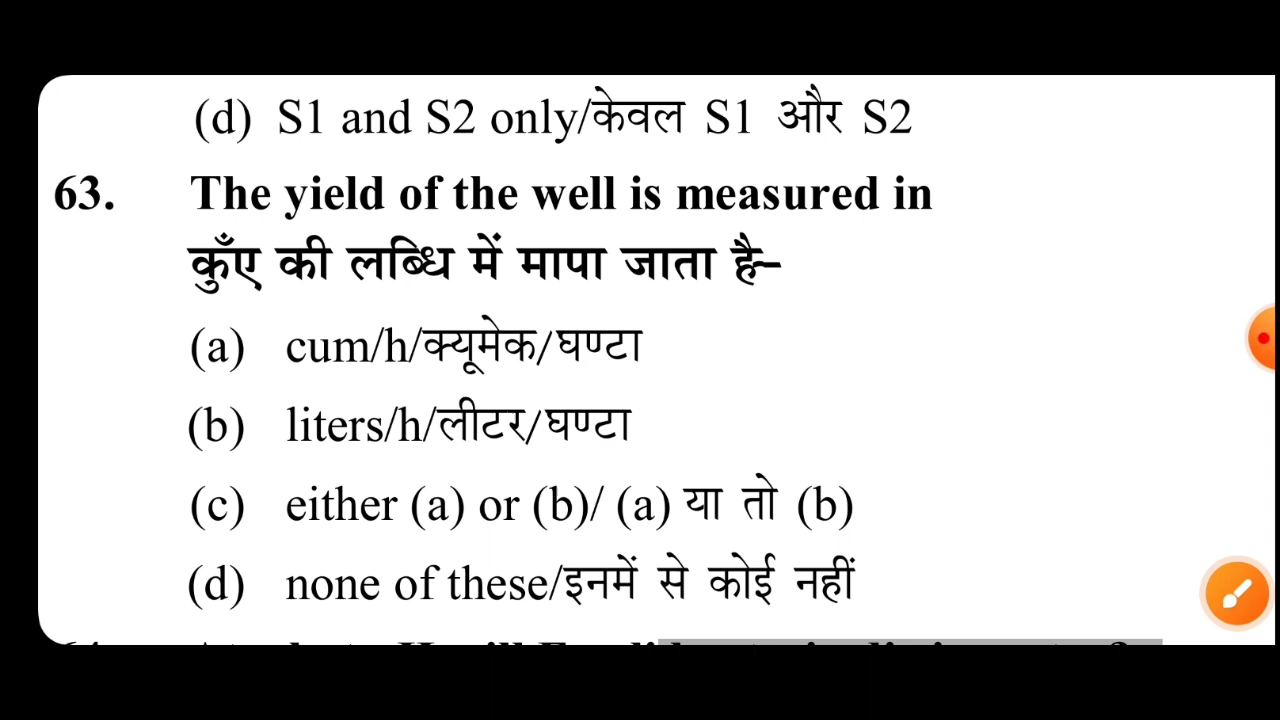 (d) S1 and S2 only/केवल S1 और S2
63. The yield of the well is measured in
कुँए की लब्धि में मापा जाता है–
(a) cum/h/क्यूमेक/घण्टा
(b) liters/h/लीटर/घण्टा
(c) either (a) or (b)/ (a) या तो (b)
(d) none of these/इनमें से कोई नहीं